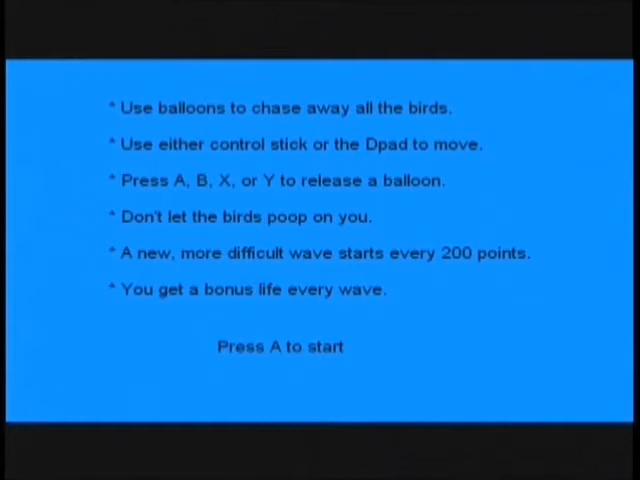 * Use balloons to chase away all the birds.
* Use either control stick or the Dpad to move.
* Press A, B, X, or Y to release a balloon.
* Don't let the birds poop on you.
* A new, more difficult wave starts every 200 points.
* You get a bonus life every wave.
Press A to start